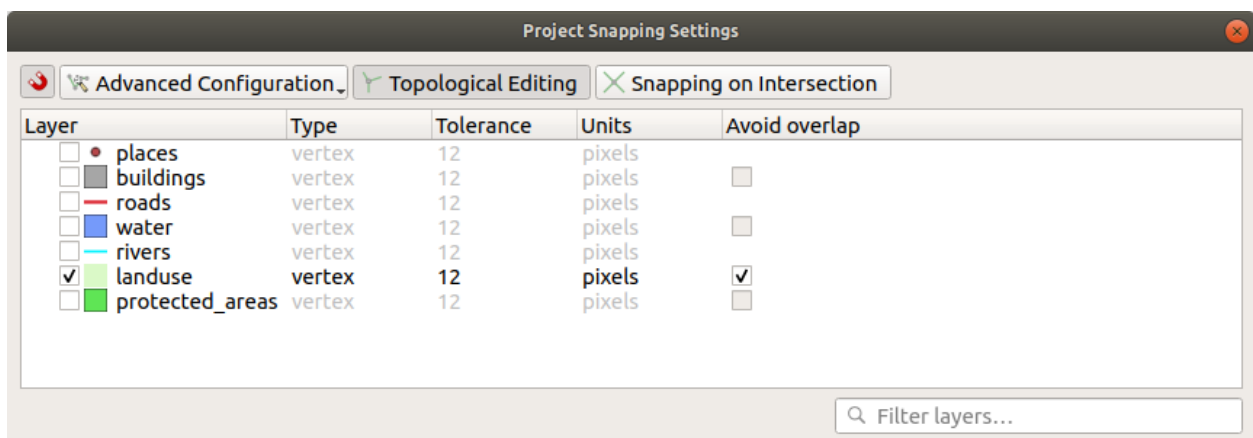 Project Snapping Settings
Advanced Configuration Topological Editing Snapping on Intersection
Layer Type Tolerance Units Avoid overlap
places vertex 12 pixels
buildings vertex 12 pixels
roads vertex 12 pixels
water vertex 12 pixels
rivers vertex 12 pixels
landuse vertex 12 pixels
protected_areas vertex 12 pixels
Filter layers...